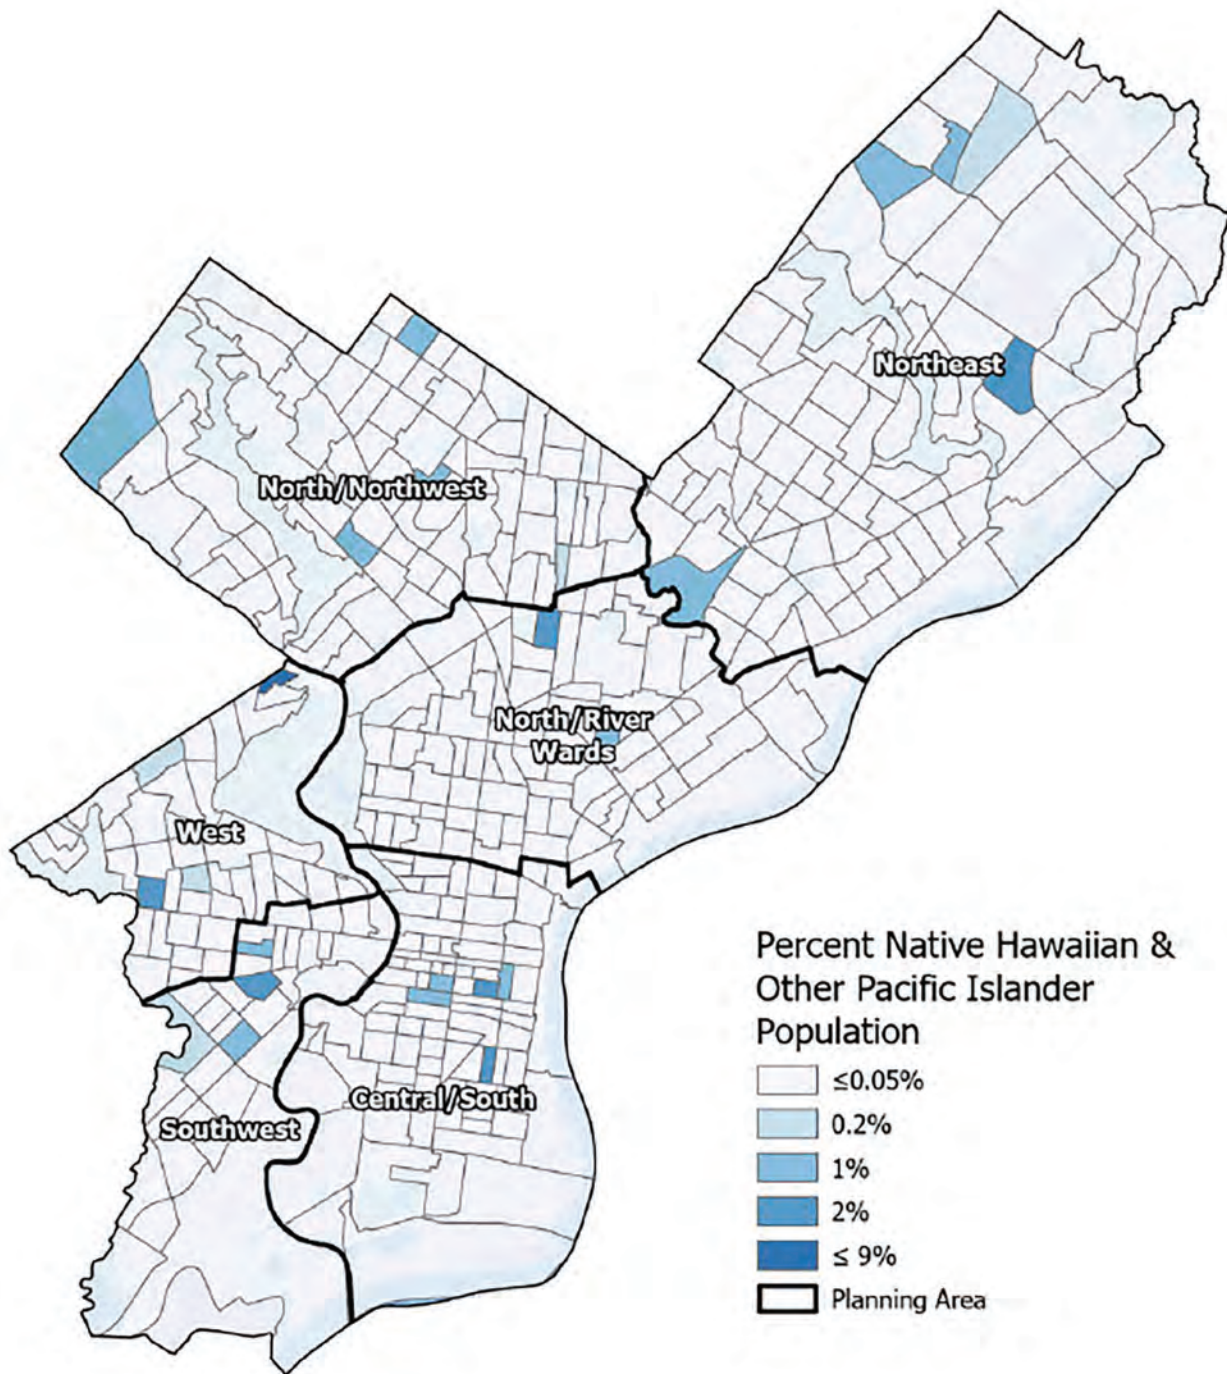 Northeast
North/Northwest
North/River
Wards
West
Central/South
Southwest
Percent Native Hawaiian &
Other Pacific Islander
Population
≤0.05%
0.2%
1%
2%
≤ 9%
Planning Area